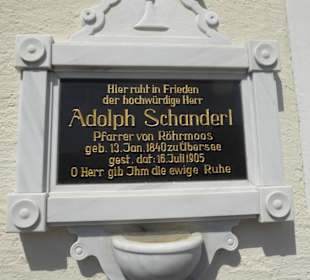 Hier ruht in Frieden
der hochwürdige Herr
Adolph Schanderl
Pfarrer von Röhrmoos
geb. 13. Jan. 1840 zu Übersee
gest. dat: 16. Juli 1905
O Herr gib Ihm die ewige Ruhe